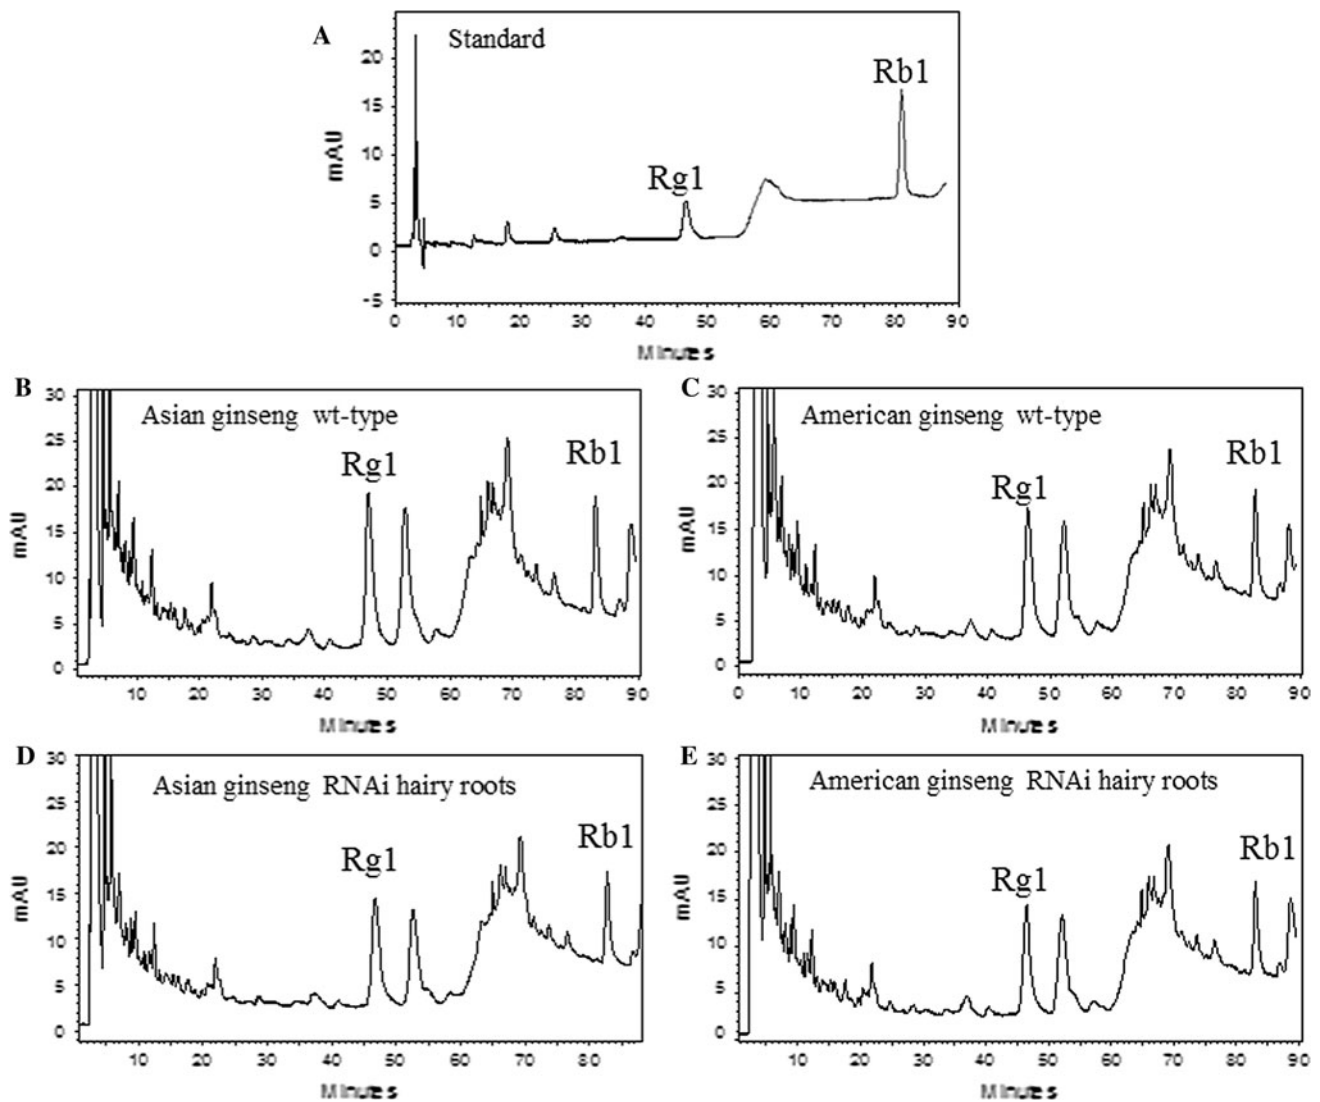 A
Standard
Rb1
Rg1
mAU
20
15
10
5
0
-5
0 10 20 30 40 50 60 70 80 90
Minutes
B
Asian ginseng wt-type
Rg1
Rb1
mAU
30
25
20
15
10
5
0
10 20 30 40 50 60 70 80 90
Minutes
C
American ginseng wt-type
Rg1
Rb1
mAU
30
25
20
15
10
5
0
0 10 20 30 40 50 60 70 80 90
Minutes
D
Asian ginseng RNAi hairy roots
Rg1
Rb1
mAU
30
25
20
15
10
5
0
10 20 30 40 50 60 70 80
Minutes
E
American ginseng RNAi hairy roots
Rg1
Rb1
mAU
30
25
20
15
10
5
0
10 20 30 40 50 60 70 80 90
Minutes